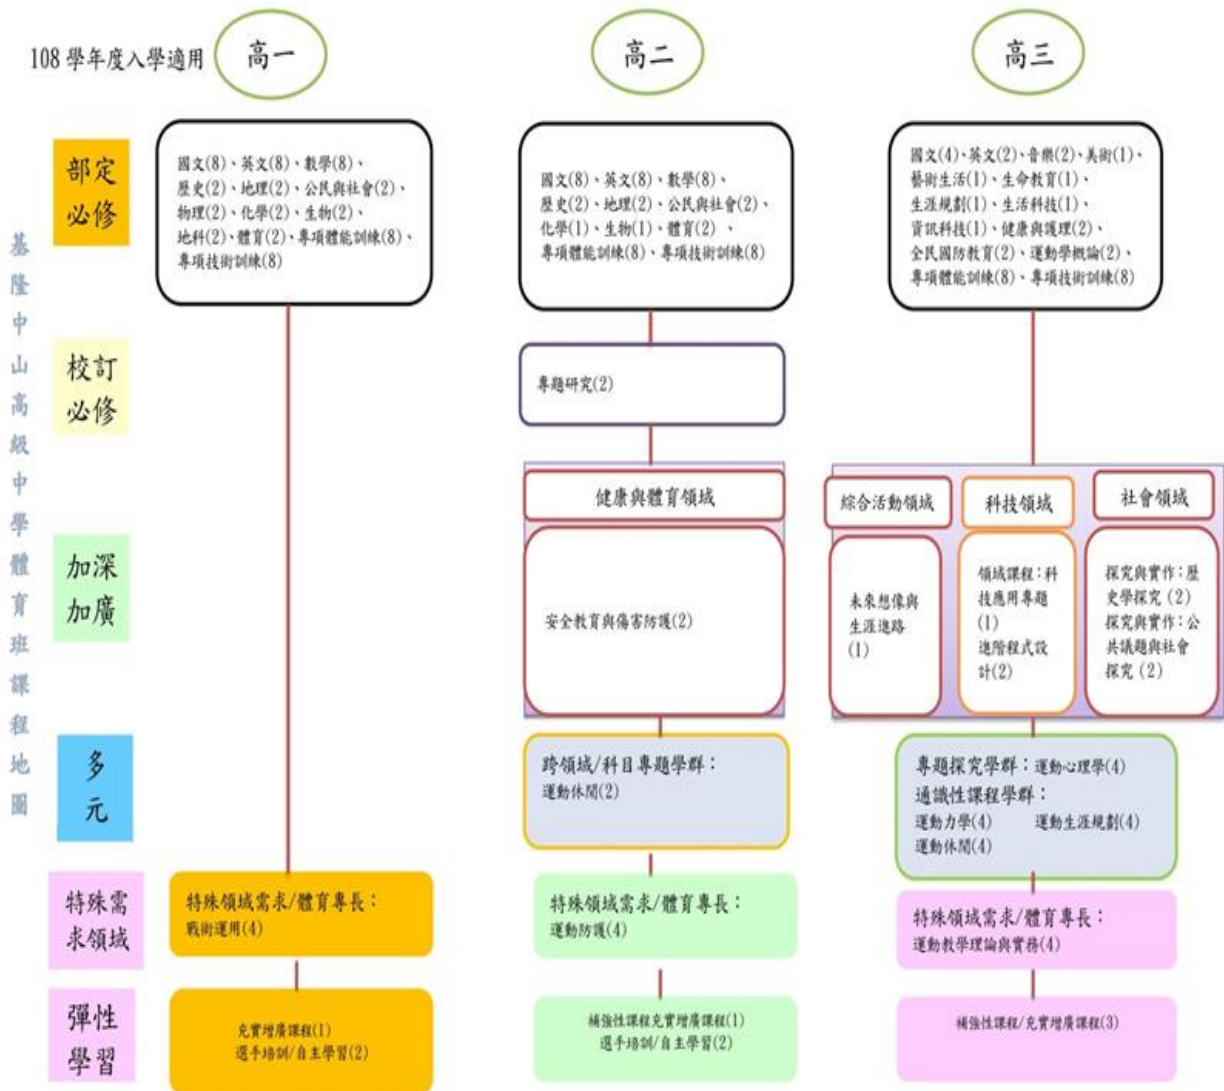 108 學年度入學適用
高一
高二
高三
基隆中山高級中學體育班課程地圖
部定
必修
國文(8)、英文(8)、數學(8)、
歷史(2)、地理(2)、公民與社會(2)、
物理(2)、化學(2)、生物(2)、
地科(2)、體育(2)、專項體能訓練(8)、
專項技術訓練(8)
國文(8)、英文(8)、數學(8)、
歷史(2)、地理(2)、公民與社會(2)、
化學(1)、生物(1)、體育(2) 、
專項體能訓練(8)、專項技術訓練(8)
國文(4)、英文(2)、音樂(2)、美術(1)、
藝術生活(1)、生命教育(1)、
生涯規劃(1)、生活科技(1)、
資訊科技(1)、健康與護理(2)、
全民國防教育(2)、運動學概論(2)、
專項體能訓練(8)、專項技術訓練(8)
校訂
必修
專題研究(2)
加深
加廣
健康與體育領域
安全教育與傷害防護(2)
綜合活動領域
未來想像與
生涯進路
(1)
科技領域
領域課程：科
技應用專題
(1)
進階程式設
計(2)
社會領域
探究與實作：歷
史學探究 (2)
探究與實作：公
共議題與社會
探究 (2)
多
元
跨領域/科目專題學群：
運動休閒(2)
專題探究學群：運動心理學(4)
通識性課程學群：
運動力學(4) 運動生涯規劃(4)
運動休閒(4)
特殊需
求領域
特殊領域需求/體育專長：
戰術運用(4)
特殊領域需求/體育專長：
運動防護(4)
特殊領域需求/體育專長：
運動教學理論與實務(4)
彈性
學習
充實增廣課程(1)
選手培訓/自主學習(2)
補強性課程充實增廣課程(1)
選手培訓/自主學習(2)
補強性課程/充實增廣課程(3)